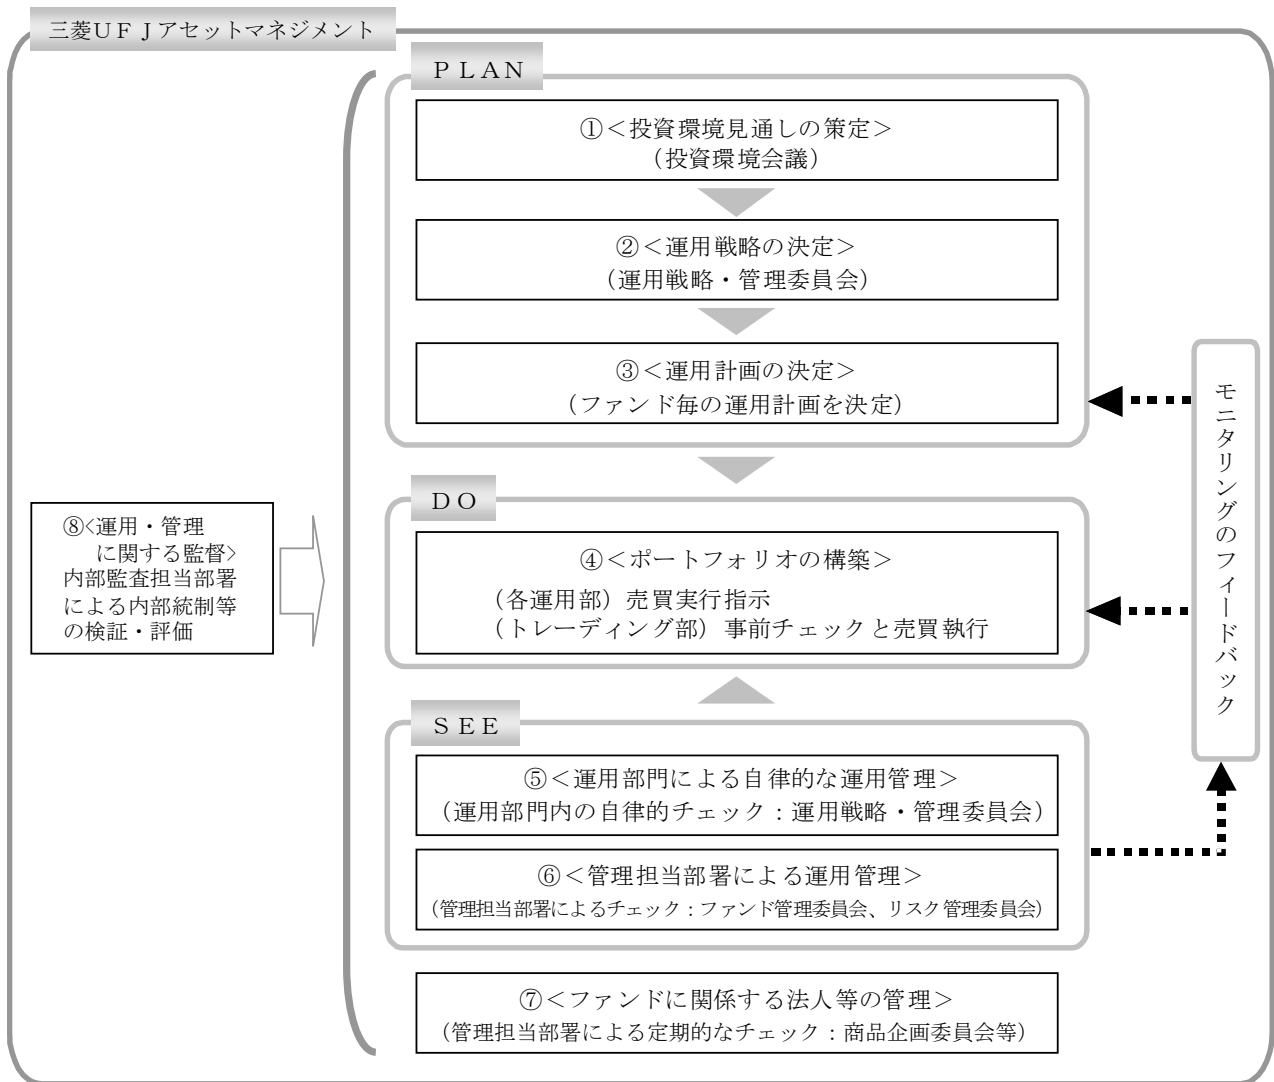 三菱ＵＦＪアセットマネジメント
ＰＬＡＮ
①＜投資環境見通しの策定＞
（投資環境会議）
②＜運用戦略の決定＞
（運用戦略・管理委員会）
③＜運用計画の決定＞
（ファンド毎の運用計画を決定）
ＤＯ
④＜ポートフォリオの構築＞
（各運用部）売買実行指示
（トレーディング部）事前チェックと売買執行
ＳＥＥ
⑤＜運用部門による自律的な運用管理＞
（運用部門内の自律的チェック：運用戦略・管理委員会）
⑥＜管理担当部署による運用管理＞
（管理担当部署によるチェック：ファンド管理委員会、リスク管理委員会）
⑦＜ファンドに関係する法人等の管理＞
（管理担当部署による定期的なチェック：商品企画委員会等）
⑧<運用・管理
に関する監督>
内部監査担当部署
による内部統制等
の検証・評価
モニタリングのフィードバック